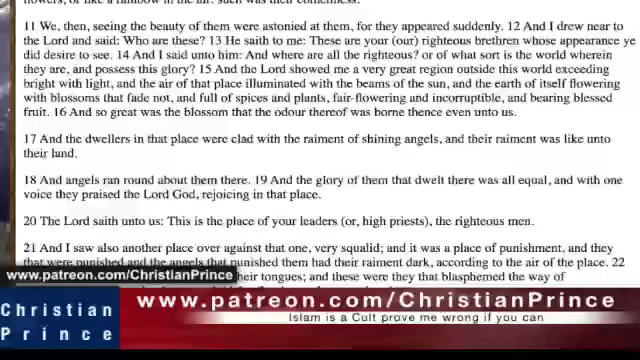 flowers, or like a rainbow in the air: such was their comeliness.
11 We, then, seeing the beauty of them were astonied at them, for they appeared suddenly. 12 And I drew near to
the Lord and said: Who are these? 13 He saith to me: These are your (our) righteous brethren whose appearance ye
did desire to see. 14 And I said unto him: And where are all the righteous? or of what sort is the world wherein
they are, and possess this glory? 15 And the Lord showed me a very great region outside this world exceeding
bright with light, and the air of that place illuminated with the beams of the sun, and the earth of itself flowering
with blossoms that fade not, and full of spices and plants, fair-flowering and incorruptible, and bearing blessed
fruit. 16 And so great was the blossom that the odour thereof was borne thence even unto us.
17 And the dwellers in that place were clad with the raiment of shining angels, and their raiment was like unto
their land.
18 And angels ran round about them there. 19 And the glory of them that dwelt there was all equal, and with one
voice they praised the Lord God, rejoicing in that place.
20 The Lord saith unto us: This is the place of your leaders (or, high priests), the righteous men.
21 And I saw also another place over against that one, very squalid; and it was a place of punishment, and they
that were punished and the angels that punished them had their raiment dark, according to the air of the place. 22
www.patreon.com/ChristianPrince
their tongues; and these were they that blasphemed the way of
Christian
Prince
www.patreon.com/ChristianPrince
Islam is a Cult prove me wrong if you can